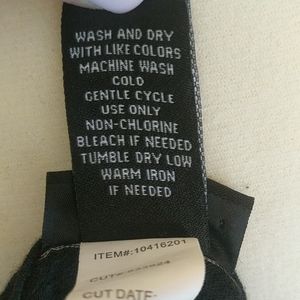 WASH AND DRY
WITH LIKE COLORS
MACHINE WASH
COLD
GENTLE CYCLE
USE ONLY
NON-CHLORINE
BLEACH IF NEEDED
TUMBLE DRY LOW
WARM IRON
IF NEEDED
ITEM#:10416201
CUT DATE-